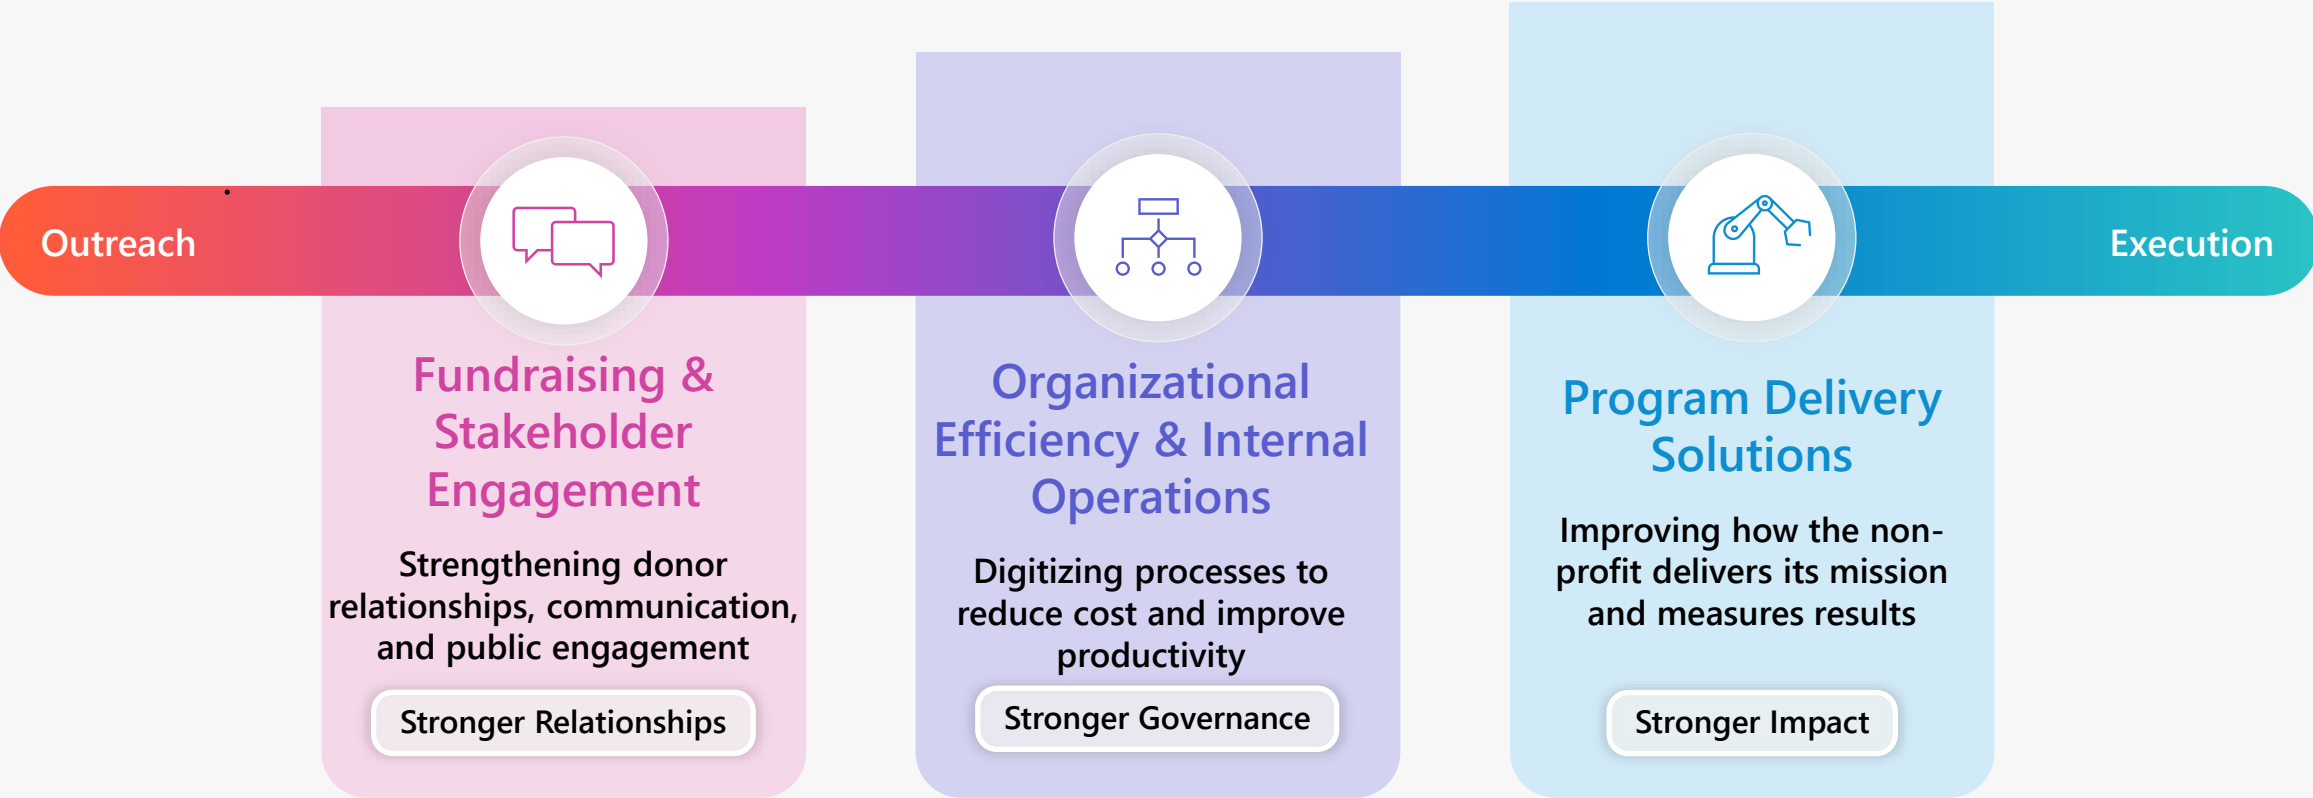 Outreach
Execution
Fundraising &
Stakeholder
Engagement
Strengthening donor
relationships, communication,
and public engagement
Stronger Relationships
Organizational
Efficiency & Internal
Operations
Digitizing processes to
reduce cost and improve
productivity
Stronger Governance
Program Delivery
Solutions
Improving how the non-
profit delivers its mission
and measures results
Stronger Impact